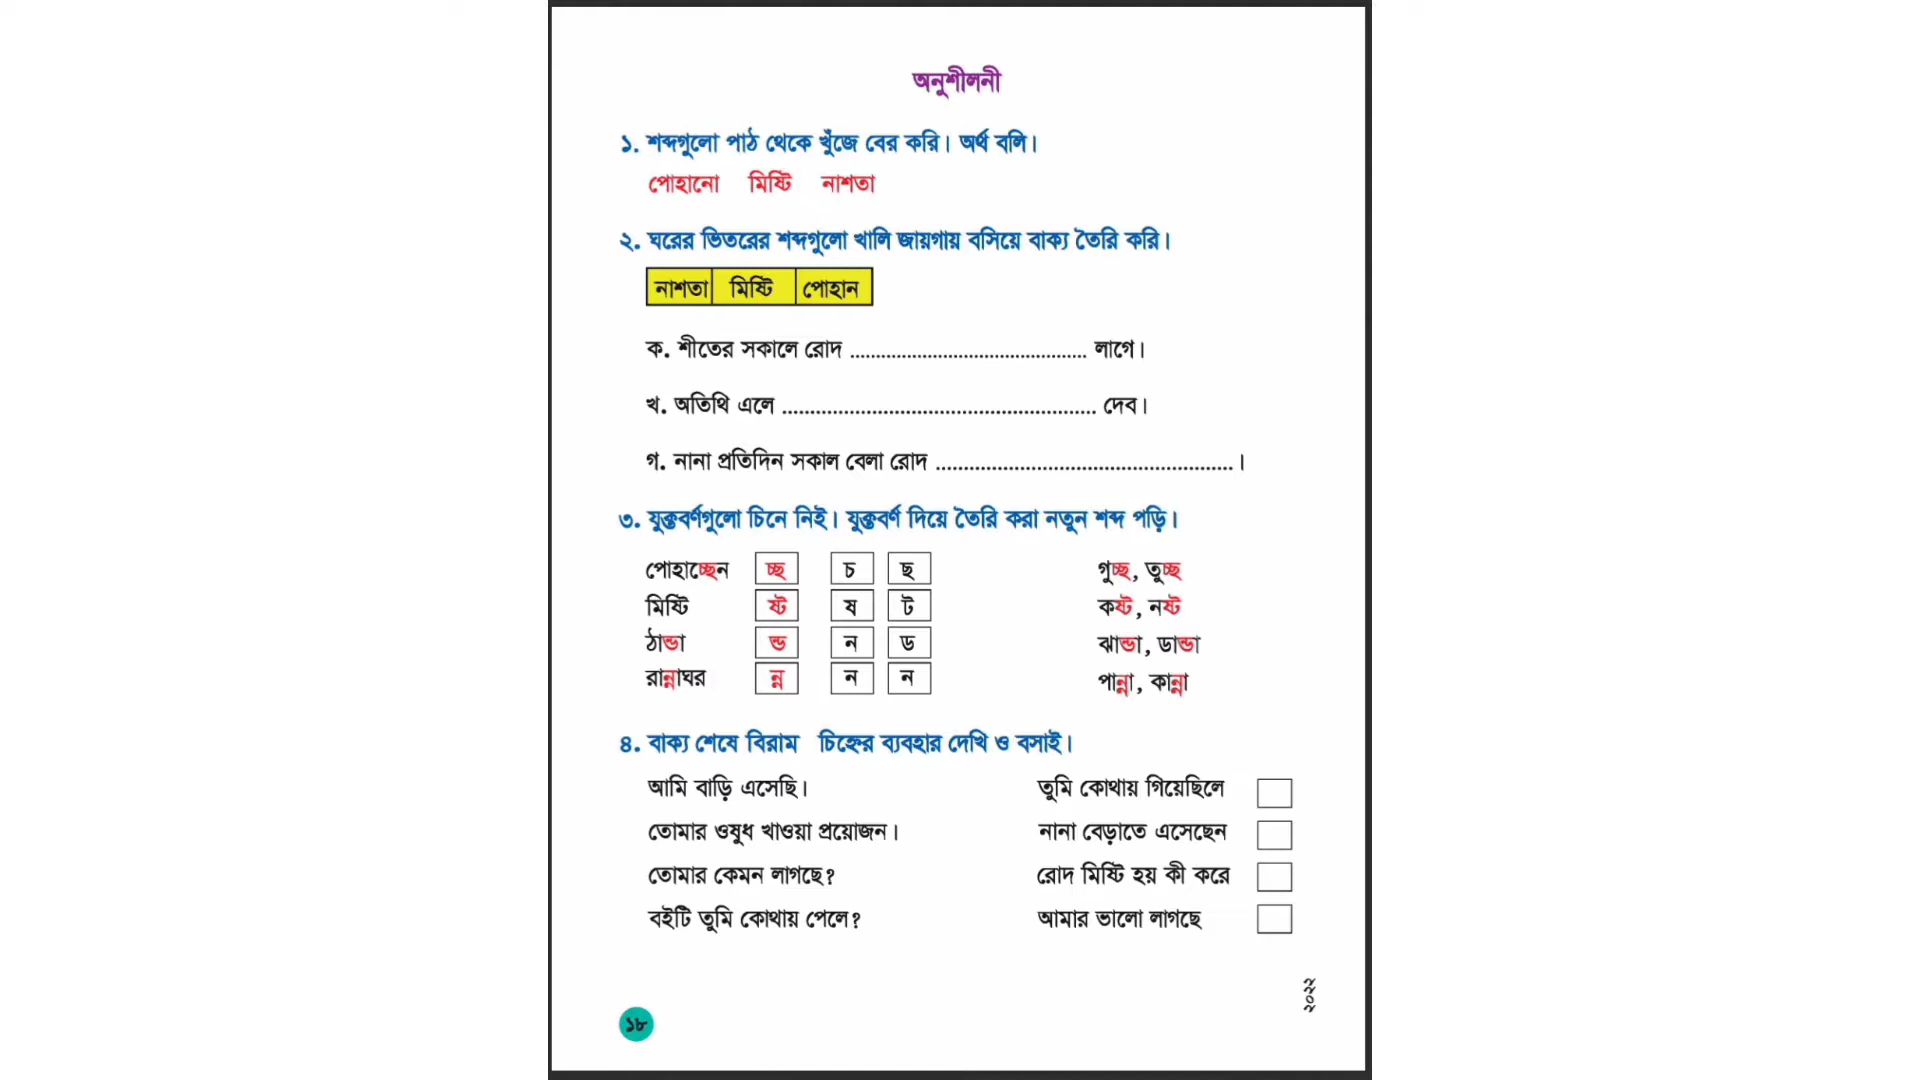 অনুশীলনী
১. শব্দগুলো পাঠ থেকে খুঁজে বের করি। অর্থ বলি।
পোহানো মিষ্টি নাশতা
২. ঘরের ভিতরের শব্দগুলো খালি জায়গায় বসিয়ে বাক্য তৈরি করি।
নাশতা মিষ্টি পোহান
ক. শীতের সকালে রোদ .............................................. লাগে।
খ. অতিথি এলে ........................................................ দেব।
গ. নানা প্রতিদিন সকাল বেলা রোদ ..................................................... ।
৩. যুক্তবর্ণগুলো চিনে নিই। যুক্তবর্ণ দিয়ে তৈরি করা নতুন শব্দ পড়ি।
পোহাচ্ছেন চ্ছ চ ছ গুচ্ছ, তুচ্ছ
মিষ্টি ষ্ট ষ ট কষ্ট, নষ্ট
ঠান্ডা ন্ড ন ড ঝান্ডা, ডান্ডা
রান্নাঘর ন্ন ন ন পান্না, কান্না
৪. বাক্য শেষে বিরাম চিহ্নের ব্যবহার দেখি ও বসাই।
আমি বাড়ি এসেছি। তুমি কোথায় গিয়েছিলে
তোমার ওষুধ খাওয়া প্রয়োজন। নানা বেড়াতে এসেছেন
তোমার কেমন লাগছে? রোদ মিষ্টি হয় কী করে
বইটি তুমি কোথায় পেলে? আমার ভালো লাগছে
২০২২
১৮